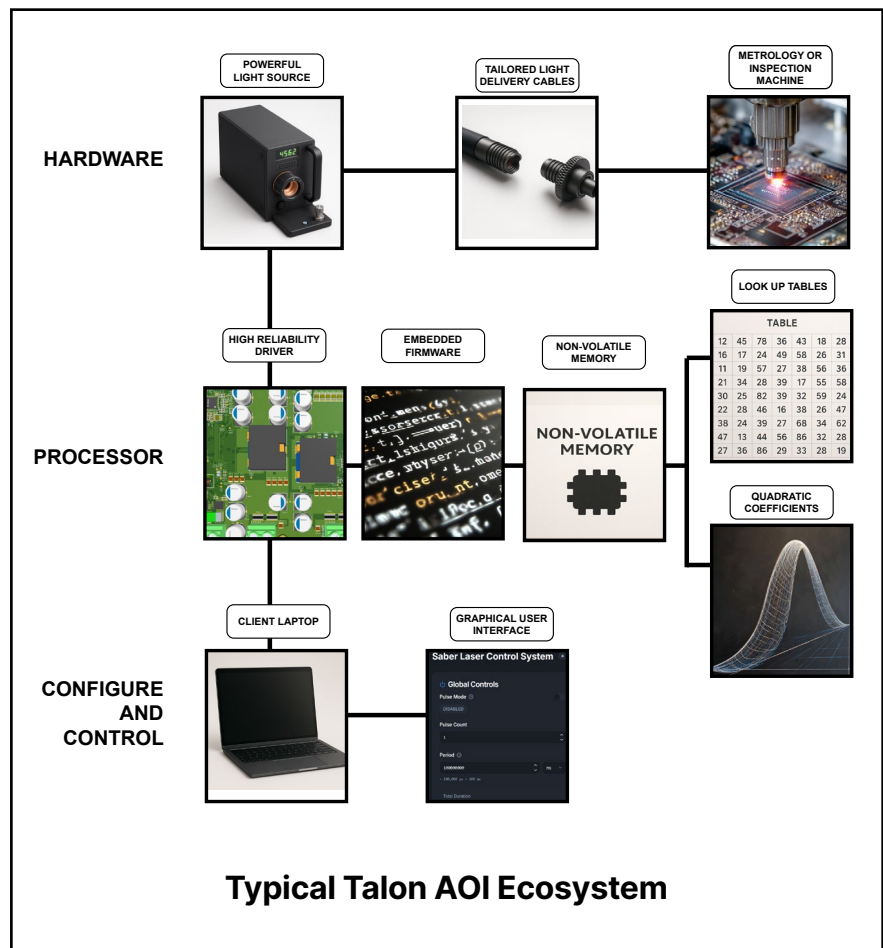 POWERFUL
LIGHT SOURCE
TAILORED LIGHT
DELIVERY CABLES
METROLOGY OR
INSPECTION
MACHINE
HARDWARE
4562
LOOK UP TABLES
TABLE
12 45 78 36 43 18 28
16 17 24 49 58 26 31
11 19 57 27 38 56 36
21 34 28 39 17 55 58
30 25 82 39 32 59 24
22 28 46 16 38 26 47
38 24 39 27 68 34 62
47 13 44 56 86 32 28
27 36 86 29 33 28 19
HIGH RELIABILITY
DRIVER
EMBEDDED
FIRMWARE
NON-VOLATILE
MEMORY
PROCESSOR
NON-VOLATILE
MEMORY
QUADRATIC
COEFFICIENTS
CLIENT LAPTOP
GRAPHICAL USER
INTERFACE
CONFIGURE
AND
CONTROL
Saber Laser Control System
Global Controls
Pulse Mode
Pulse Count
1
Period
ns
Total Duration
Typical Talon AOI Ecosystem